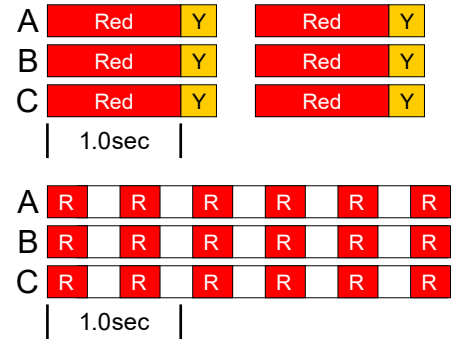 A Red Y Red Y
B Red Y Red Y
C Red Y Red Y
1.0sec
A R R R R R R
B R R R R R R
C R R R R R R
1.0sec